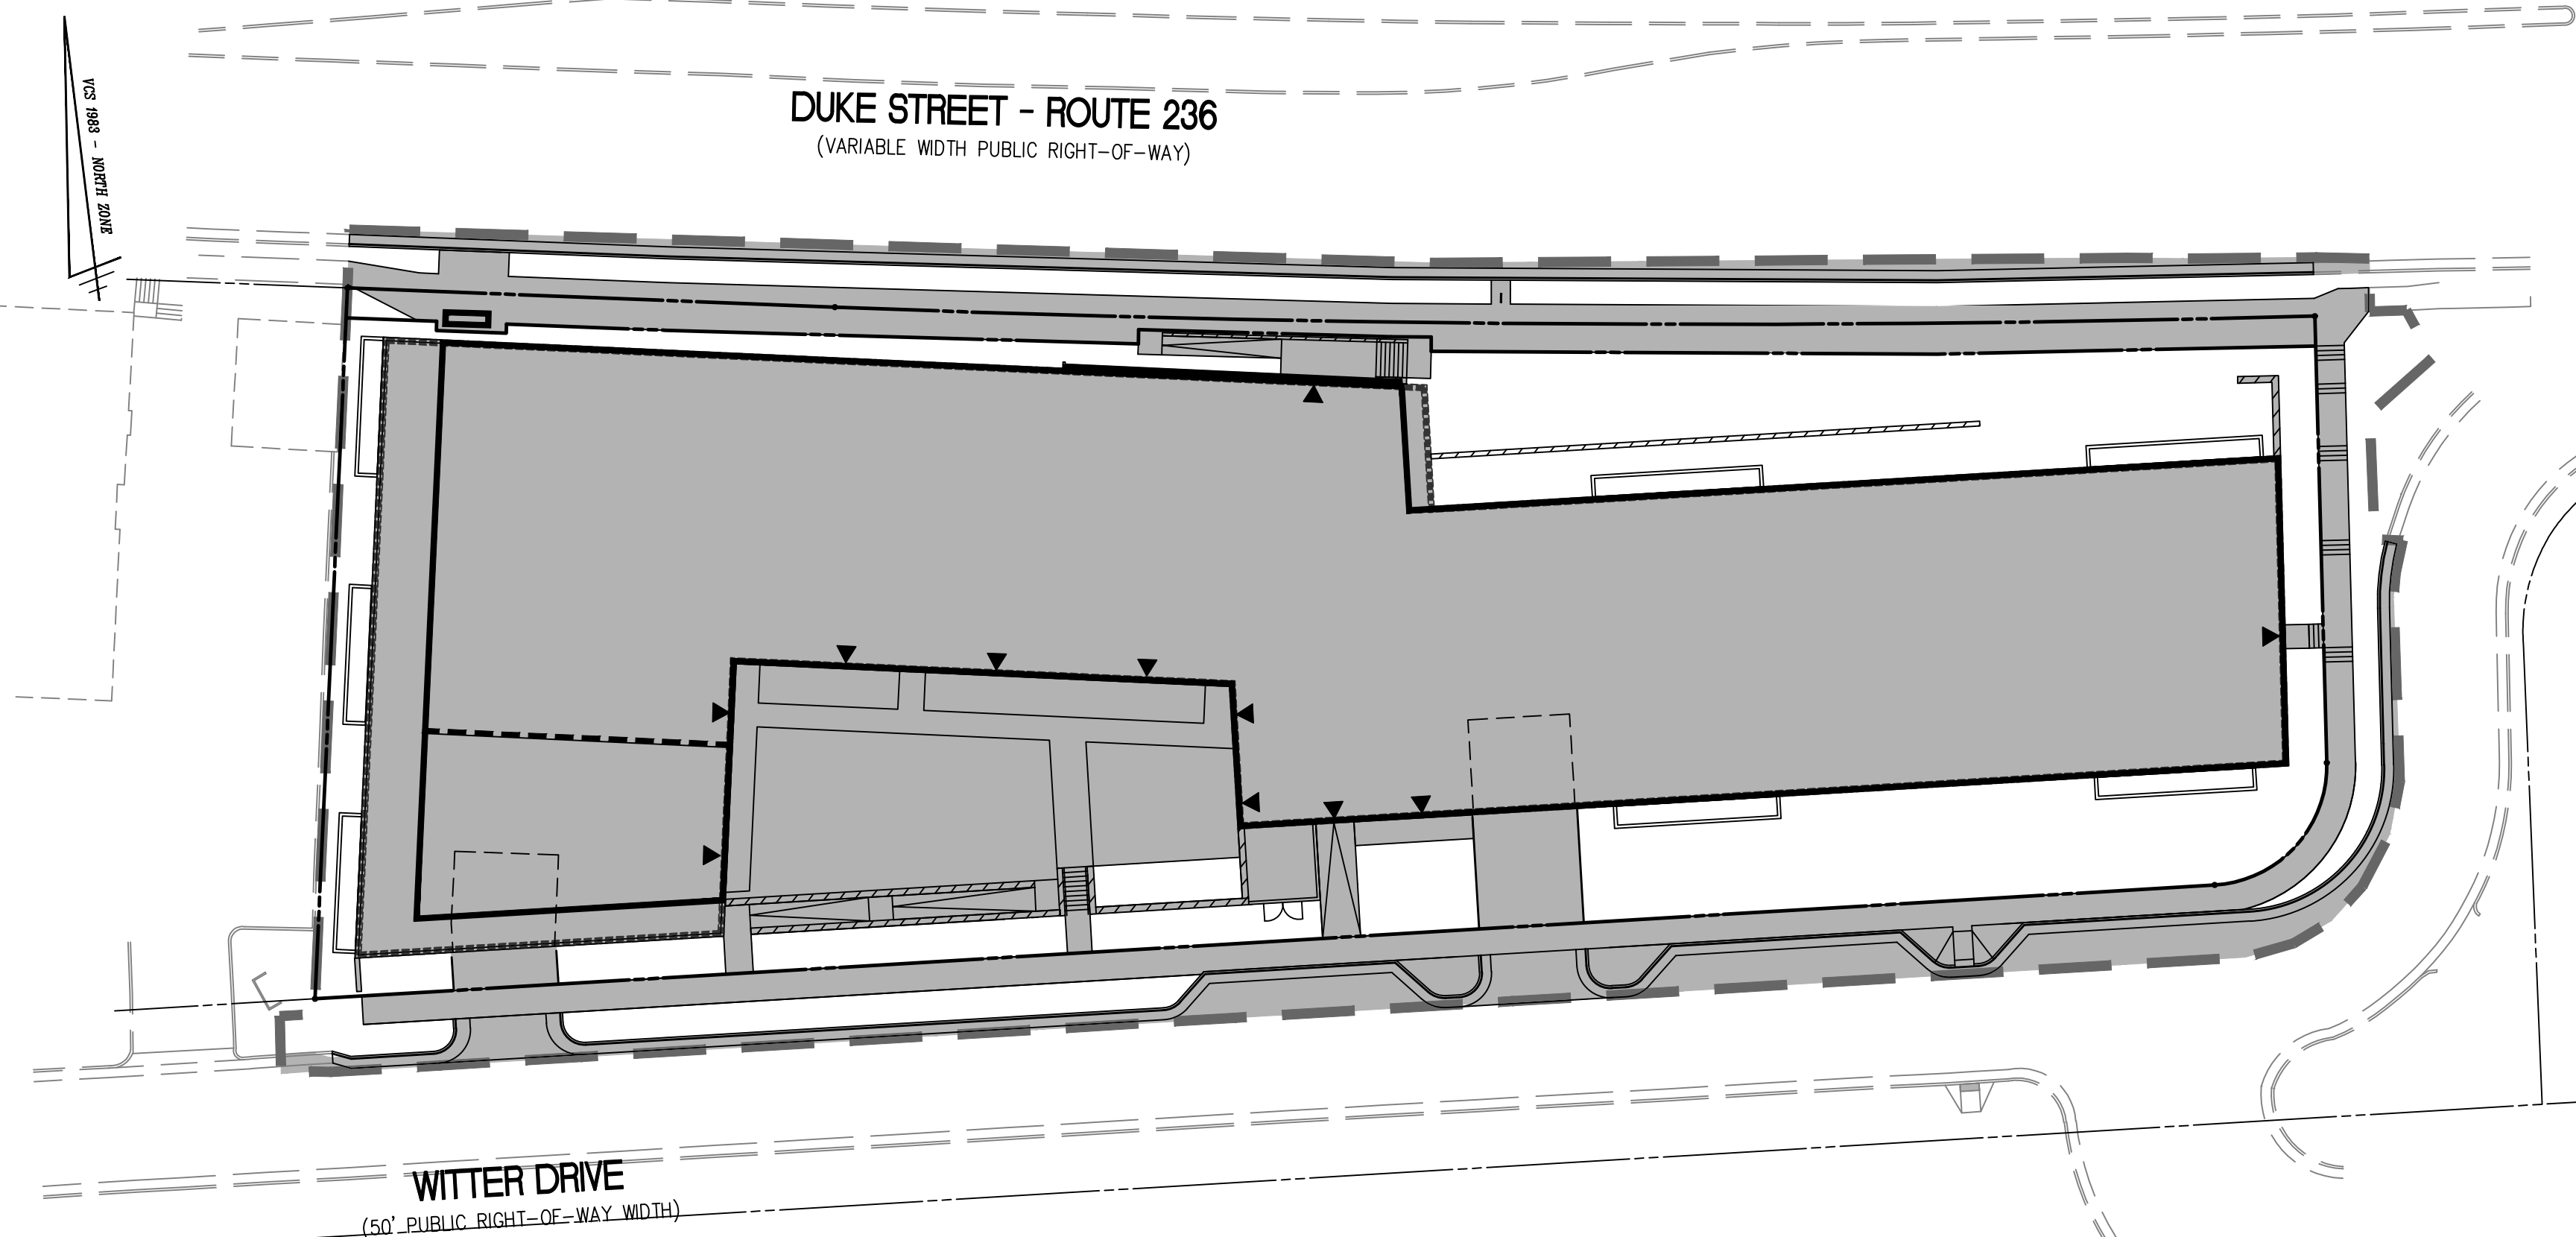 VCS 1983 - NORTH ZONE
DUKE STREET - ROUTE 236
(VARIABLE WIDTH PUBLIC RIGHT-OF-WAY)
WITTER DRIVE
(50' PUBLIC RIGHT-OF-WAY WIDTH)